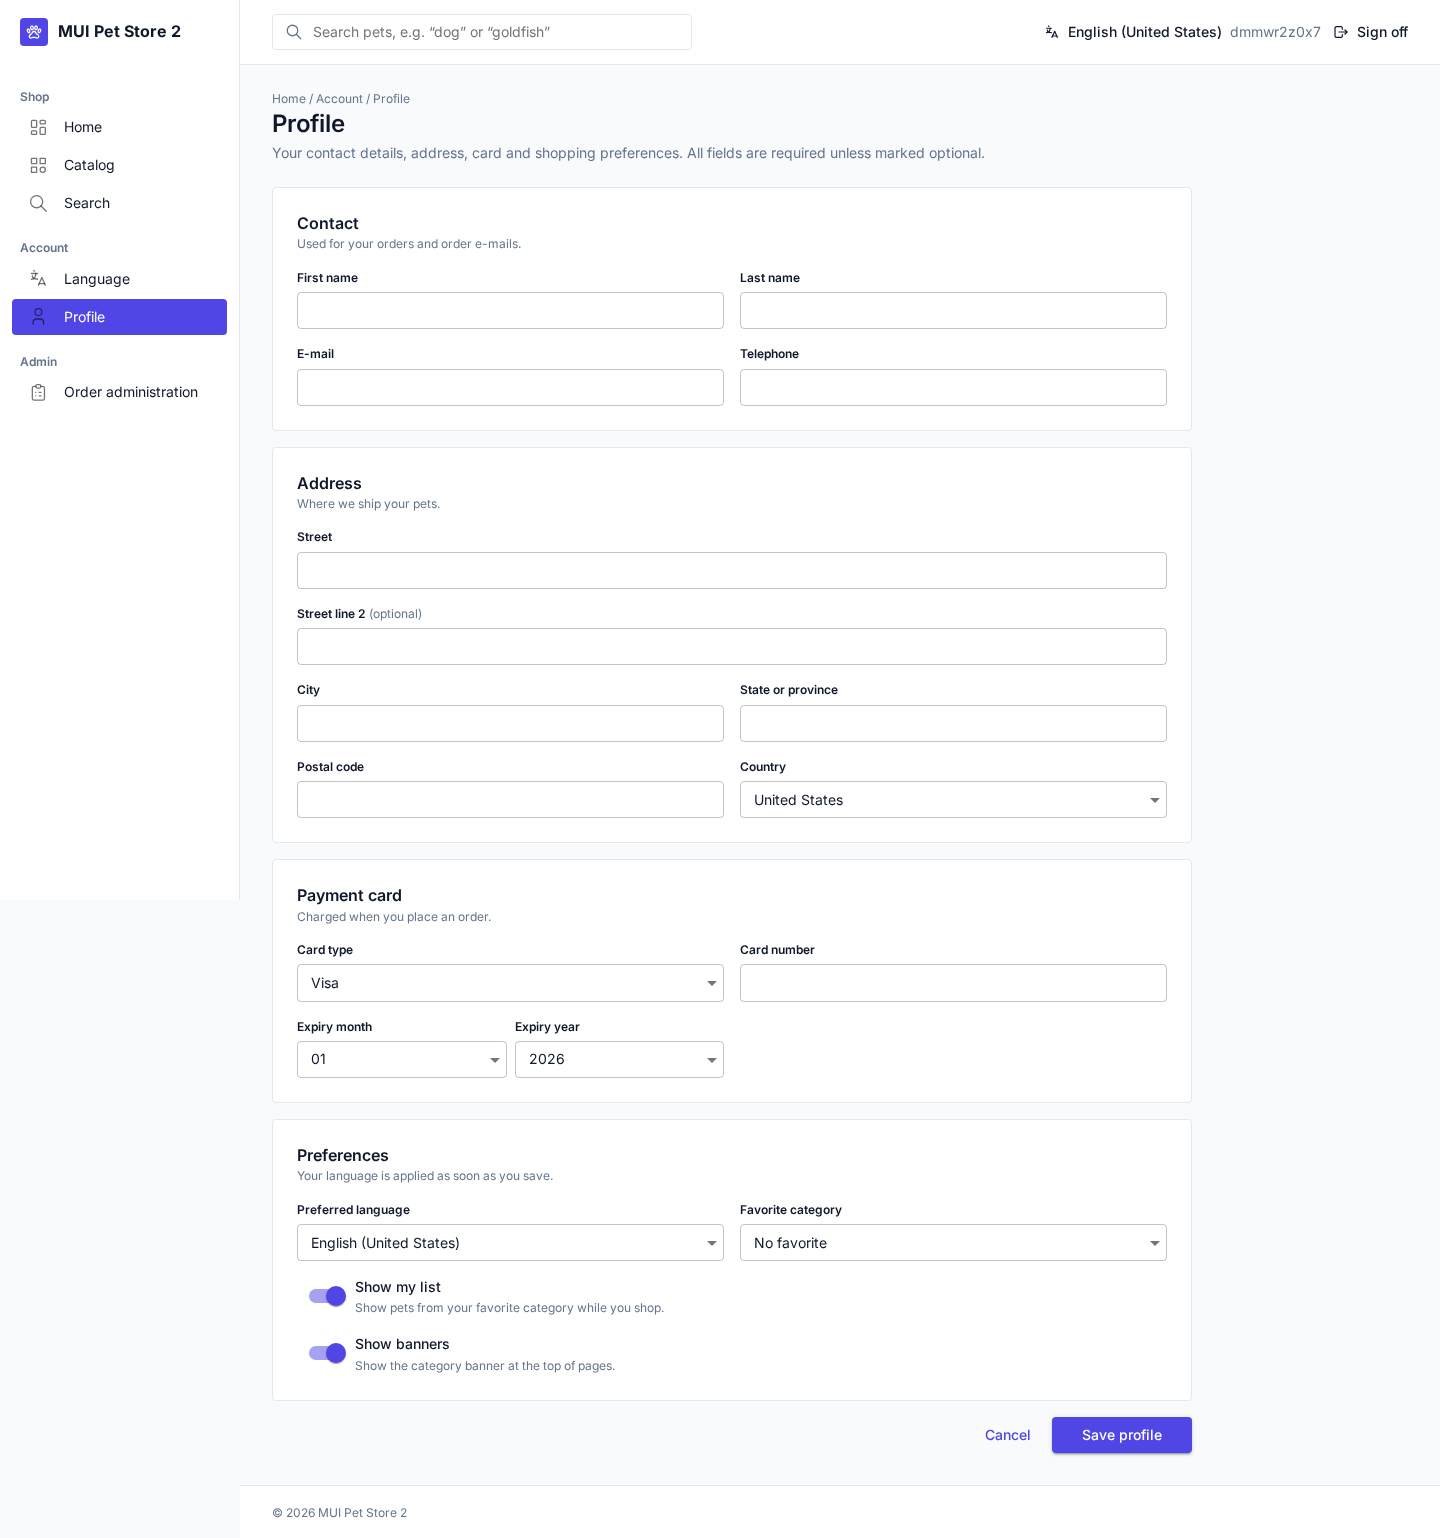 MUI Pet Store 2
Search pets, e.g. “dog” or “goldfish”
English (United States)
dmmwr2z0x7
Sign off
Shop
Home
Catalog
Search
Account
Language
Profile
Admin
Order administration
Home / Account / Profile
Profile
Your contact details, address, card and shopping preferences. All fields are required unless marked optional.
Contact
Used for your orders and order e-mails.
First name
Last name
E-mail
Telephone
Address
Where we ship your pets.
Street
Street line 2 (optional)
City
State or province
Postal code
Country
United States
Payment card
Charged when you place an order.
Card type
Card number
Visa
Expiry month
Expiry year
01
2026
Preferences
Your language is applied as soon as you save.
Preferred language
Favorite category
English (United States)
No favorite
Show my list
Show pets from your favorite category while you shop.
Show banners
Show the category banner at the top of pages.
Cancel
Save profile
© 2026 MUI Pet Store 2